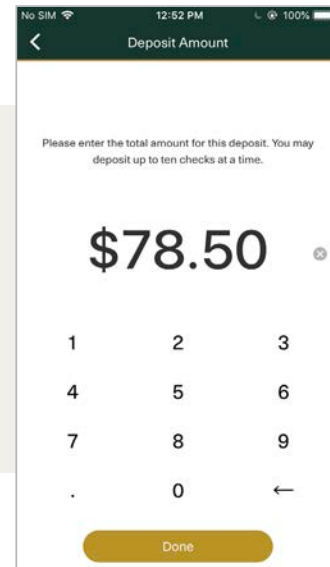 No SIM 12:52 PM 100%
Deposit Amount
Please enter the total amount for this deposit. You may
deposit up to ten checks at a time.
$78.50
1 2 3
4 5 6
7 8 9
. 0 ←
Done